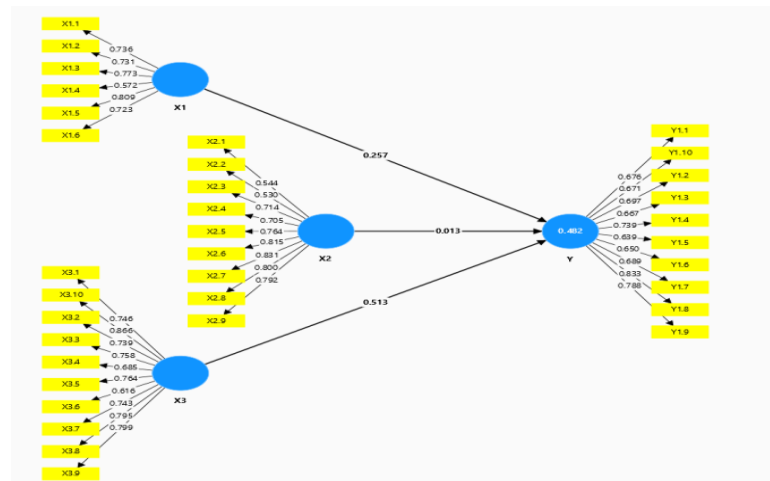 X1.1
X1.2
X1.3
X1.4
X1.5
X1.6
0.736
0.731
0.773
0.572
0.809
0.723
X1
0.257
X2.1
X2.2
X2.3
X2.4
X2.5
X2.6
X2.7
X2.8
X2.9
0.544
0.530
0.714
0.705
0.764
0.815
0.831
0.800
0.792
X2
0.013
X3.1
X3.10
X3.2
X3.3
X3.4
X3.5
X3.6
X3.7
X3.8
X3.9
0.746
0.866
0.739
0.758
0.685
0.764
0.616
0.743
0.795
0.799
X3
0.513
0.482
Y
0.676
0.671
0.697
0.667
0.739
0.639
0.650
0.689
0.833
0.788
Y1.1
Y1.10
Y1.2
Y1.3
Y1.4
Y1.5
Y1.6
Y1.7
Y1.8
Y1.9